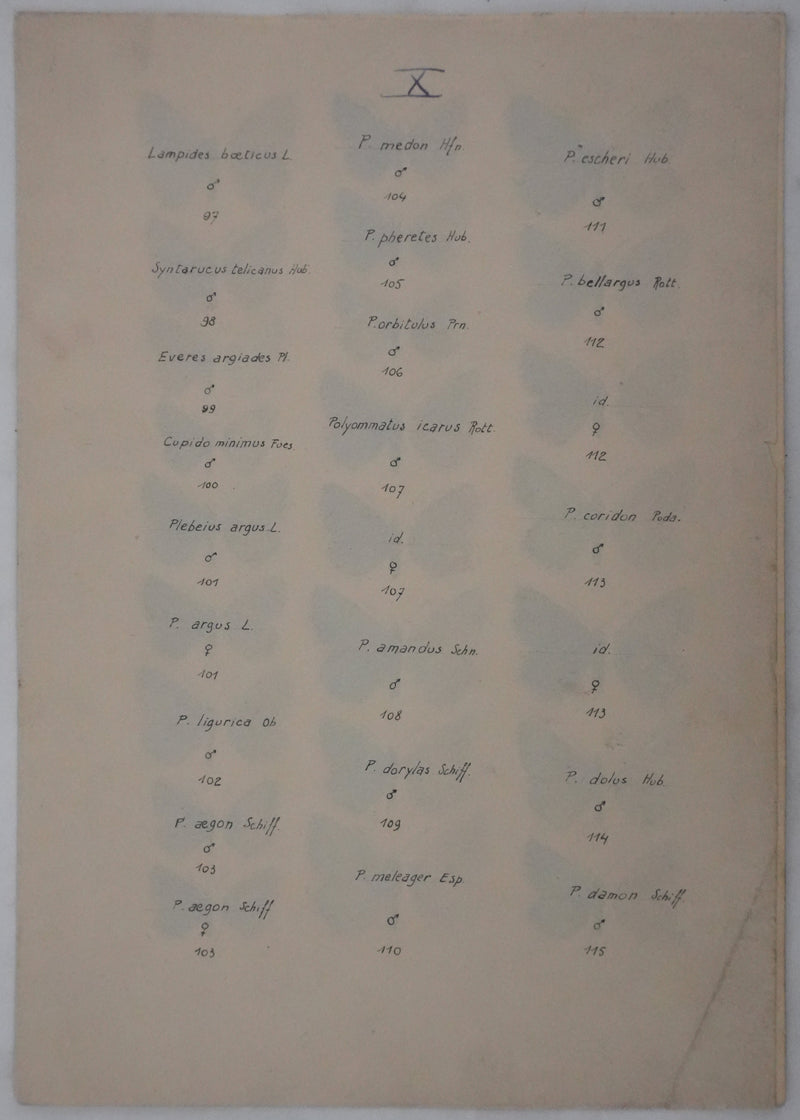 X
Lampides bœticus L.
♂
97
Syntarucus telicanus Hub.
♂
98
Everes argiades Pl.
♂
99
Cupido minimus Fues.
♂
100
Plebeius argus L.
♂
101
P. argus L.
♀
101
P. ligurica Ob
♂
102
P. ægon Schiff.
♂
103
P. ægon Schiff
♀
103
P. medon Hfn.
♂
104
P. pheretes Hub.
♂
105
P. orbitulus Prn.
♂
106
Polyommatus icarus Rott.
♂
107
id.
♀
107
P. amandus Schn.
♂
108
P. dorylas Schiff.
♂
109
P. meleager Esp.
♂
110
P. escheri Hub.
♂
111
P. bellargus Rott.
♂
112
id.
♀
112
P. coridon Poda.
♂
113
id.
♀
113
P. dolus Hub.
♂
114
P. damon Schiff.
♂
115